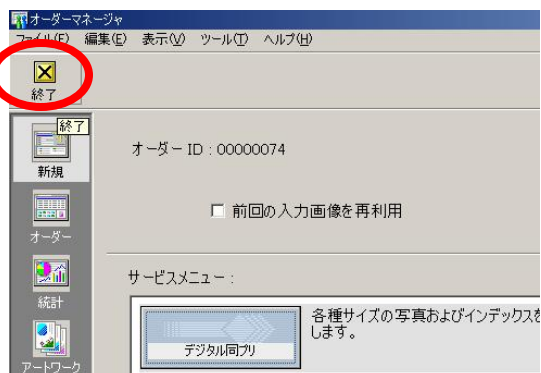 オーダーマネージャ
ファイル(F) 編集(E) 表示(V) ツール(T) ヘルプ(H)
終了
終了
新規
オーダー ID : 00000074
前回の入力画像を再利用
オーダー
サービスメニュー :
統計
各種サイズの写真およびインデックスを
します。
デジタル同プリ
アートワーク